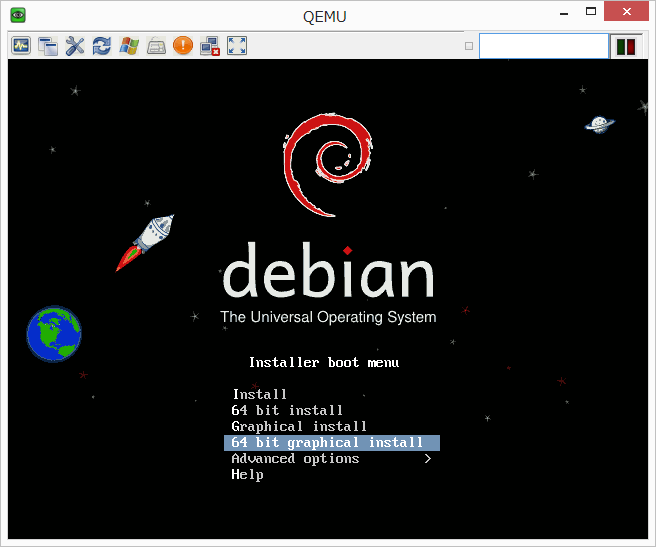 QEMU
debian
The Universal Operating System
Installer boot menu
Install
64 bit install
Graphical install
64 bit graphical install
Advanced options >
Help